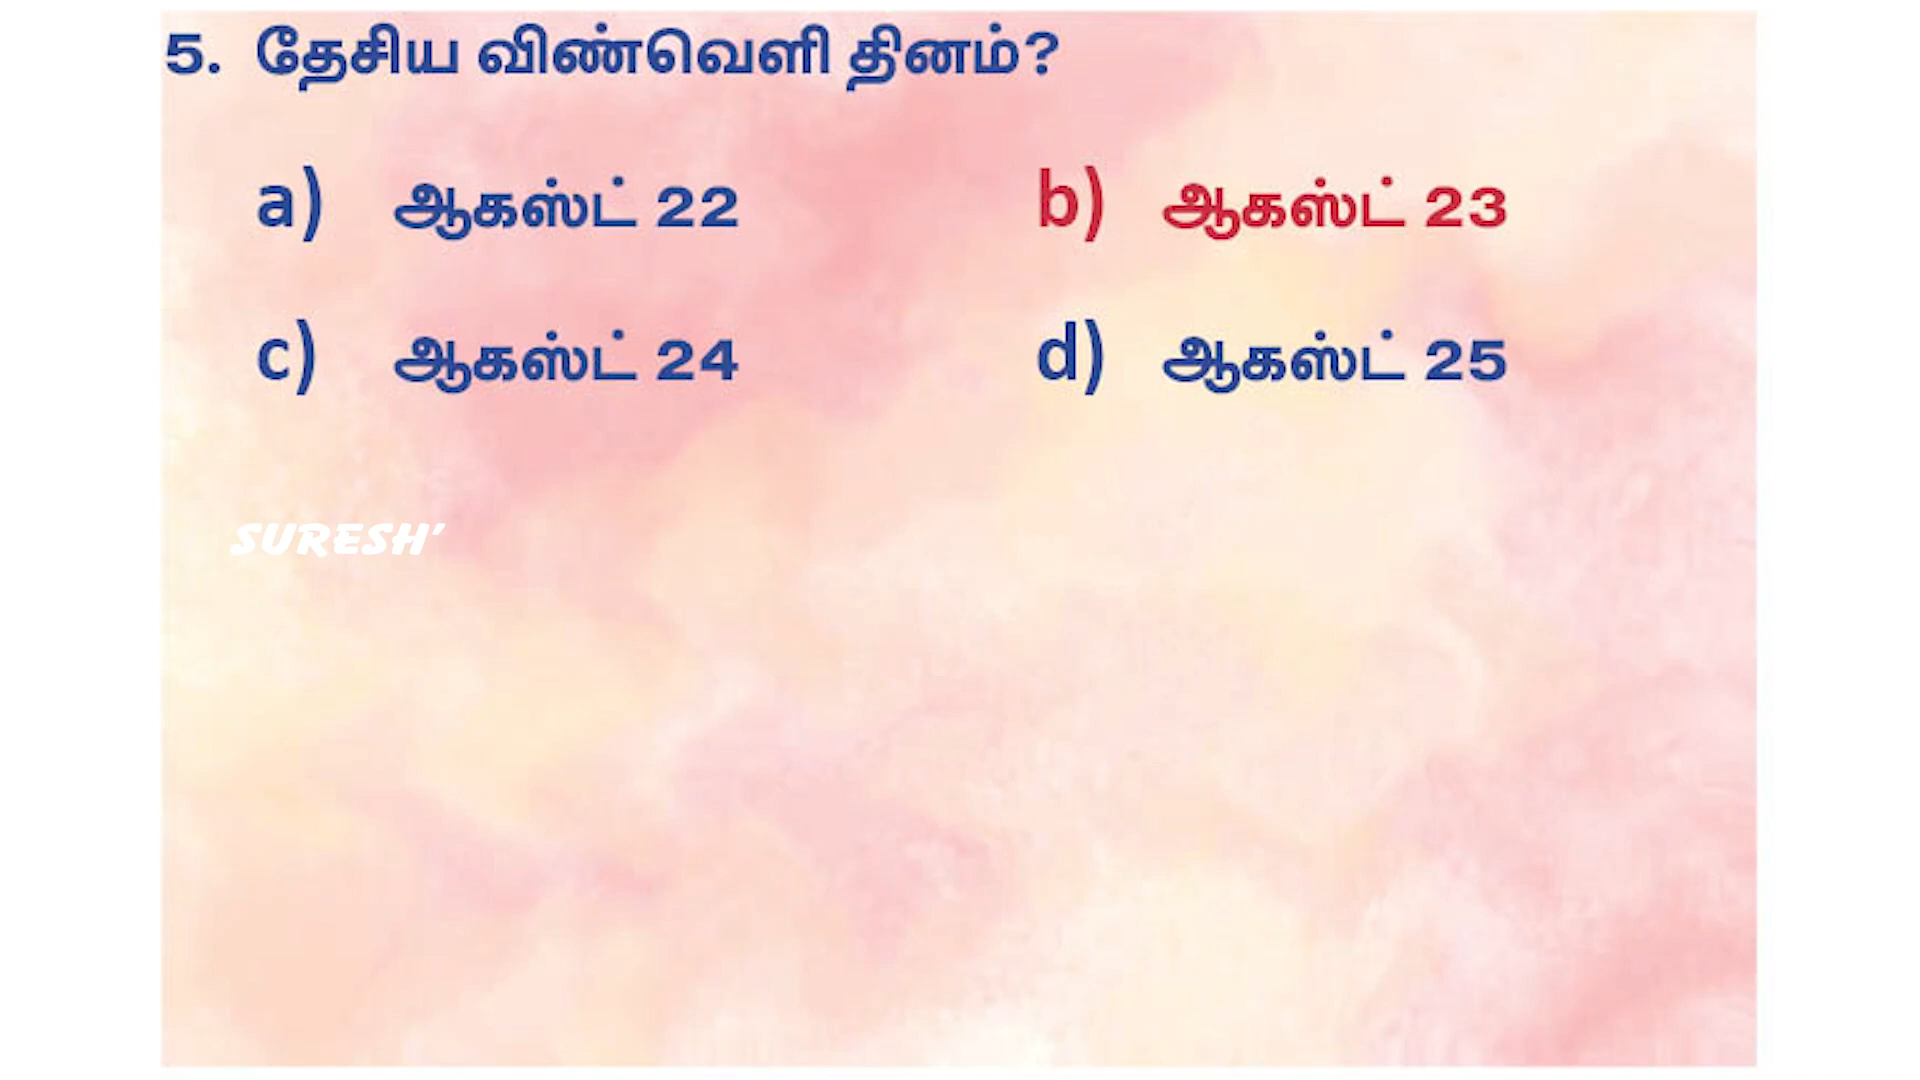 5. தேசிய விண்வெளி தினம்?
a) ஆகஸ்ட் 22 b) ஆகஸ்ட் 23
c) ஆகஸ்ட் 24 d) ஆகஸ்ட் 25
SURESH'